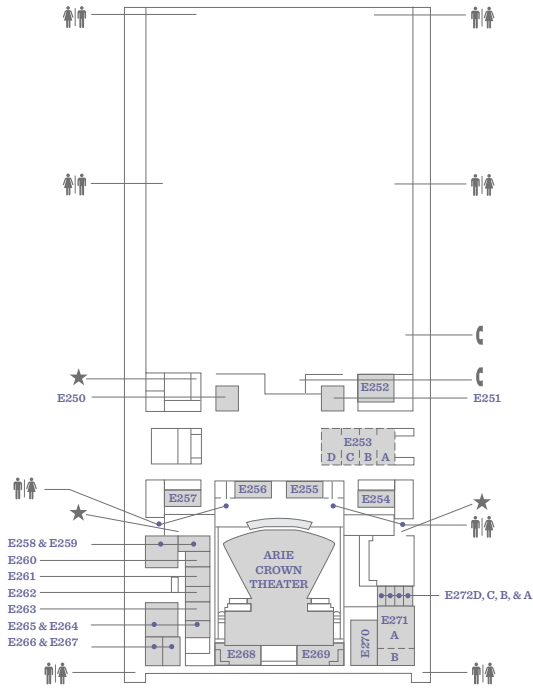 E252
E250
E251
E253
D C B A
E257
E256
E255
E254
E258 & E259
ARIE
CROWN
THEATER
E260
E261
E262
E272D, C, B, & A
E263
E265 & E264
E271
A
E266 & E267
E270
E268
E269
B